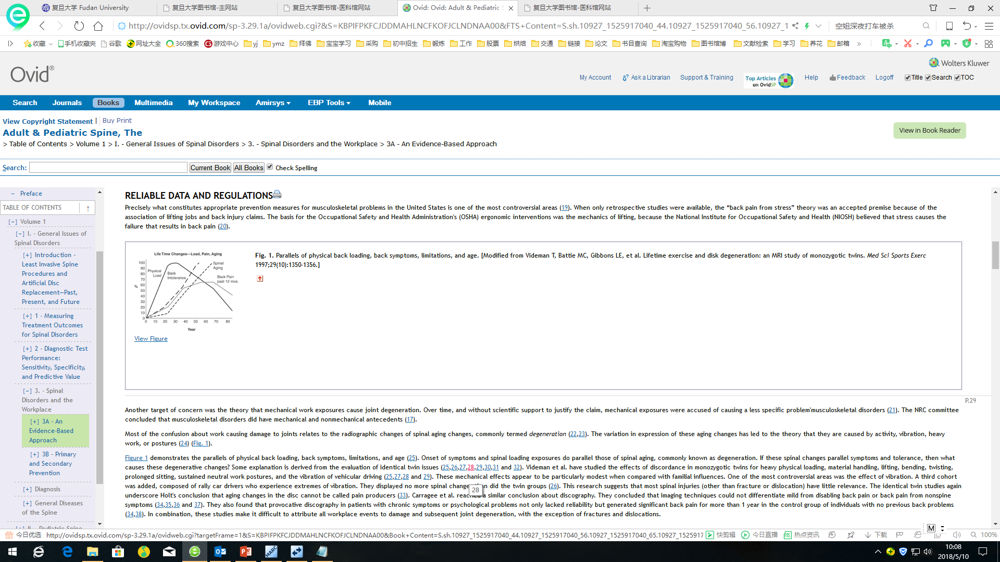 复旦大学 Fudan University
复旦大学图书馆-主网站
复旦大学图书馆-医科馆网站
Ovid: Ovid: Adult & Pediatric S
复旦大学图书馆-医科馆网站
http://ovidsp.tx.ovid.com/sp-3.29.1a/ovidweb.cgi?&S=KBPIFPKFCJDDMAHLNCFKOFJCLNDNAA00&FTS+Content=S.sh.10927_1525917040_44.10927_1525917040_56.10927_1
空姐深夜打车被杀
收藏 手机收藏夹 谷歌 网址大全 360搜索 游戏中心 yj ymz 拜佛 宝宝学习 采购 初中招生 锻炼 工作 股票 烘焙 交通 链接 论文 书目查询 淘宝购物 图书馆博 文献检索 学习 养花 邮箱 »
Ovid®
Wolters Kluwer
My Account Ask a Librarian Support & Training Top Articles on OvidSP Help Feedback Logoff Title Search TOC
Search Journals Books Multimedia My Workspace Amirsys EBP Tools Mobile
View Copyright Statement | Buy Print
Adult & Pediatric Spine, The
View in Book Reader
> Table of Contents > Volume 1 > I. - General Issues of Spinal Disorders > 3. - Spinal Disorders and the Workplace > 3A - An Evidence-Based Approach
Search: Current Book All Books Check Spelling
− Preface
TABLE OF CONTENTS ↑
[−] Volume 1
[−] I. - General Issues of
Spinal Disorders
[+] Introduction -
Least Invasive Spine
Procedures and
Artificial Disc
Replacement—Past,
Present, and Future
[+] 1 - Measuring
Treatment Outcomes
for Spinal Disorders
[+] 2 - Diagnostic Test
Performance:
Sensitivity, Specificity,
and Predictive Value
[−] 3. - Spinal
Disorders and the
Workplace
[+] 3A - An
Evidence-Based
Approach
[+] 3B - Primary
and Secondary
Prevention
[+] Diagnosis
[+] General Diseases
of the Spine
[+] II. - Pediatric Spine
RELIABLE DATA AND REGULATIONS
Precisely what constitutes appropriate prevention measures for musculoskeletal problems in the United States is one of the most controversial areas (19). When only retrospective studies were available, the “back pain from stress” theory was an accepted premise because of the
association of lifting jobs and back injury claims. The basis for the Occupational Safety and Health Administration's (OSHA) ergonomic interventions was the mechanics of lifting, because the National Institute for Occupational Safety and Health (NIOSH) believed that stress causes the
failure that results in back pain (20).
Life Time Changes—Load, Pain, Aging
100
90
80
70
60
50
40
30
20
10
0
%
Physical
Load
Back
Intolerance
Spinal
Aging
Back Pain
past 12 mos.
0 10 20 30 40 50 60 70 80
Year
View Figure
Fig. 1. Parallels of physical back loading, back symptoms, limitations, and age. [Modified from Videman T, Battie MC, Gibbons LE, et al. Lifetime exercise and disk degeneration: an MRI study of monozygotic twins. Med Sci Sports Exerc
1997;29(10):1350-1356.]
P.29
Another target of concern was the theory that mechanical work exposures cause joint degeneration. Over time, and without scientific support to justify the claim, mechanical exposures were accused of causing a less specific problem'musculoskeletal disorders (21). The NRC committee
concluded that musculoskeletal disorders did have mechanical and nonmechanical antecedents (17).
Most of the confusion about work causing damage to joints relates to the radiographic changes of spinal aging changes, commonly termed degeneration (22,23). The variation in expression of these aging changes has led to the theory that they are caused by activity, vibration, heavy
work, or postures (24) (Fig. 1).
Figure 1 demonstrates the parallels of physical back loading, back symptoms, limitations, and age (25). Onset of symptoms and spinal loading exposures do parallel those of spinal aging, commonly known as degeneration. If these spinal changes parallel symptoms and tolerance, then what
causes these degenerative changes? Some explanation is derived from the evaluation of identical twin issues (25,26,27,28,29,30,31 and 32). Videman et al. have studied the effects of discordance in monozygotic twins for heavy physical loading, material handling, lifting, bending, twisting,
prolonged sitting, sustained neutral work postures, and the vibration of vehicular driving (25,27,28 and 29). These mechanical effects appear to be particularly modest when compared with familial influences. One of the most controversial areas was the effect of vibration. A third cohort
was added, composed of rally car drivers who experience extremes of vibration. They displayed no more spinal change did the twin groups (26). This research suggests that most spinal injuries (other than fracture or dislocation) have little relevance. The identical twin studies again
underscore Holt's conclusion that aging changes in the disc cannot be called pain producers (33). Carragee et al. reached a similar conclusion about discography. They concluded that imaging techniques could not differentiate mild from disabling back pain or back pain from nonspine
symptoms (34,35,36 and 37). They also found that provocative discography in patients with chronic symptoms or psychological problems not only lacked reliability but generated significant back pain for more than 1 year in the control group of individuals with no previous back problems
(34,38). In combination, these studies make it difficult to attribute all workplace events to damage and subsequent joint degeneration, with the exception of fractures and dislocations.
28
今日优选 http://ovidsp.tx.ovid.com/sp-3.29.1a/ovidweb.cgi?targetFrame=1&S=KBPIFPKFCJDDMAHLNCFKOFJCLNDNAA00&Book+Content=S.sh.10927_1525917040_44.10927_1525917040_56.10927_1525917040_65.10927_152591 快剪辑 今日直播 热点资讯 下载 100%
M
MARC
10:08
2018/5/10